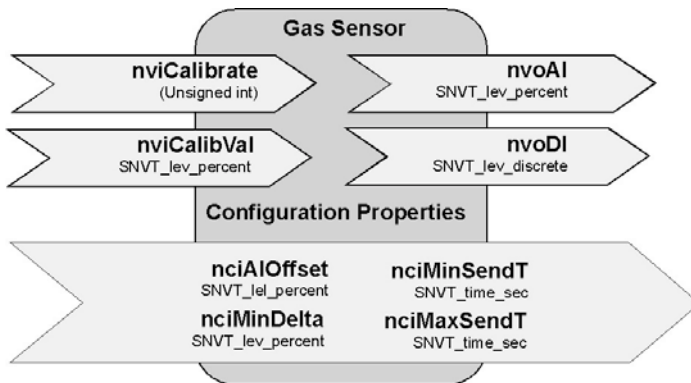 Gas Sensor
nviCalibrate
(Unsigned int)
nvoAI
SNVT_lev_percent
nviCalibVal
SNVT_lev_percent
nvoDI
SNVT_lev_discrete
Configuration Properties
nciAIOffset
SNVT_lel_percent
nciMinSendT
SNVT_time_sec
nciMinDelta
SNVT_lev_percent
nciMaxSendT
SNVT_time_sec